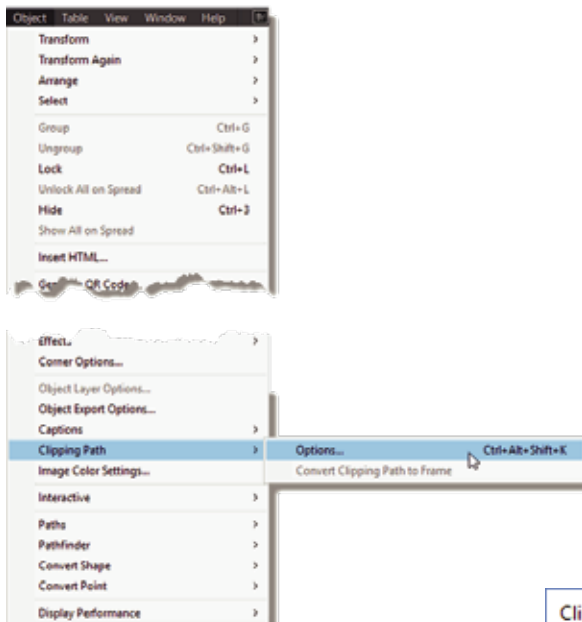 Object Table View Window Help
Transform
Transform Again
Arrange
Select
Group Ctrl+G
Ungroup Ctrl+Shift+G
Lock Ctrl+L
Unlock All on Spread Ctrl+Alt+L
Hide Ctrl+3
Show All on Spread
Insert HTML...
QR Code
Effects
Corner Options...
Object Layer Options...
Object Export Options...
Captions
Clipping Path Options... Ctrl+Alt+Shift+K
Image Color Settings... Convert Clipping Path to Frame
Interactive
Paths
Pathfinder
Convert Shape
Convert Point
Display Performance
Cli